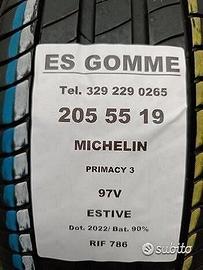 ES GOMME
Tel. 329 229 0265
205 55 19
MICHELIN
PRIMACY 3
97V
ESTIVE
Dot. 2022/ Bat. 90%
RIF 786
subito